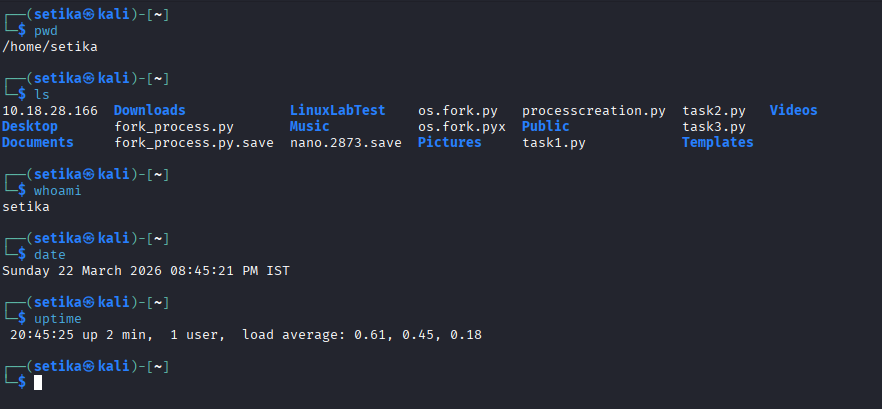 ┌──(setika㉿kali)-[~]
└─$ pwd
/home/setika
┌──(setika㉿kali)-[~]
└─$ ls
10.18.28.166  Downloads             LinuxLabTest     os.fork.py   processcreation.py  task2.py   Videos
Desktop       fork_process.py       Music            os.fork.pyx  Public              task3.py
Documents     fork_process.py.save  nano.2873.save  Pictures     task1.py            Templates
┌──(setika㉿kali)-[~]
└─$ whoami
setika
┌──(setika㉿kali)-[~]
└─$ date
Sunday 22 March 2026 08:45:21 PM IST
┌──(setika㉿kali)-[~]
└─$ uptime
 20:45:25 up 2 min,  1 user,  load average: 0.61, 0.45, 0.18
┌──(setika㉿kali)-[~]
└─$